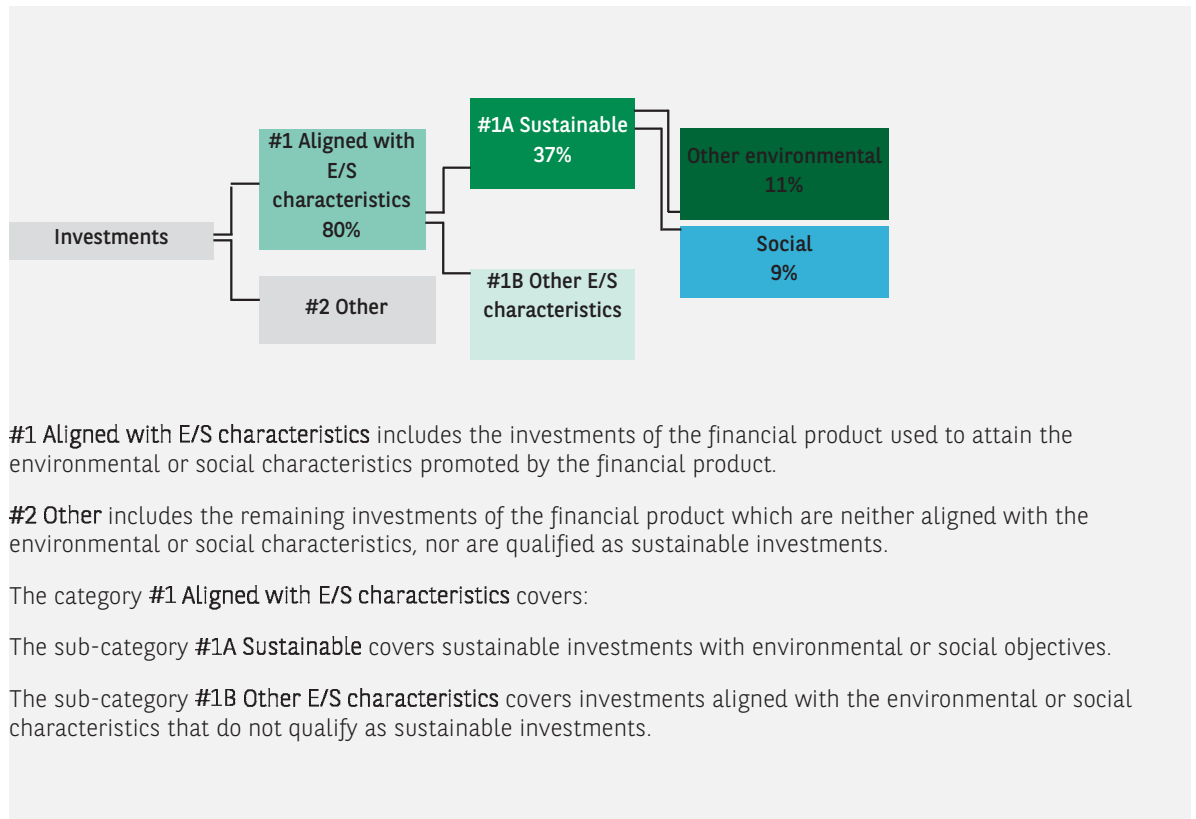 Investments
#1 Aligned with
E/S
characteristics
80%
#2 Other
#1A Sustainable
37%
#1B Other E/S
characteristics
Other environmental
11%
Social
9%
#1 Aligned with E/S characteristics includes the investments of the financial product used to attain the
environmental or social characteristics promoted by the financial product.
#2 Other includes the remaining investments of the financial product which are neither aligned with the
environmental or social characteristics, nor are qualified as sustainable investments.
The category #1 Aligned with E/S characteristics covers:
The sub-category #1A Sustainable covers sustainable investments with environmental or social objectives.
The sub-category #1B Other E/S characteristics covers investments aligned with the environmental or social
characteristics that do not qualify as sustainable investments.